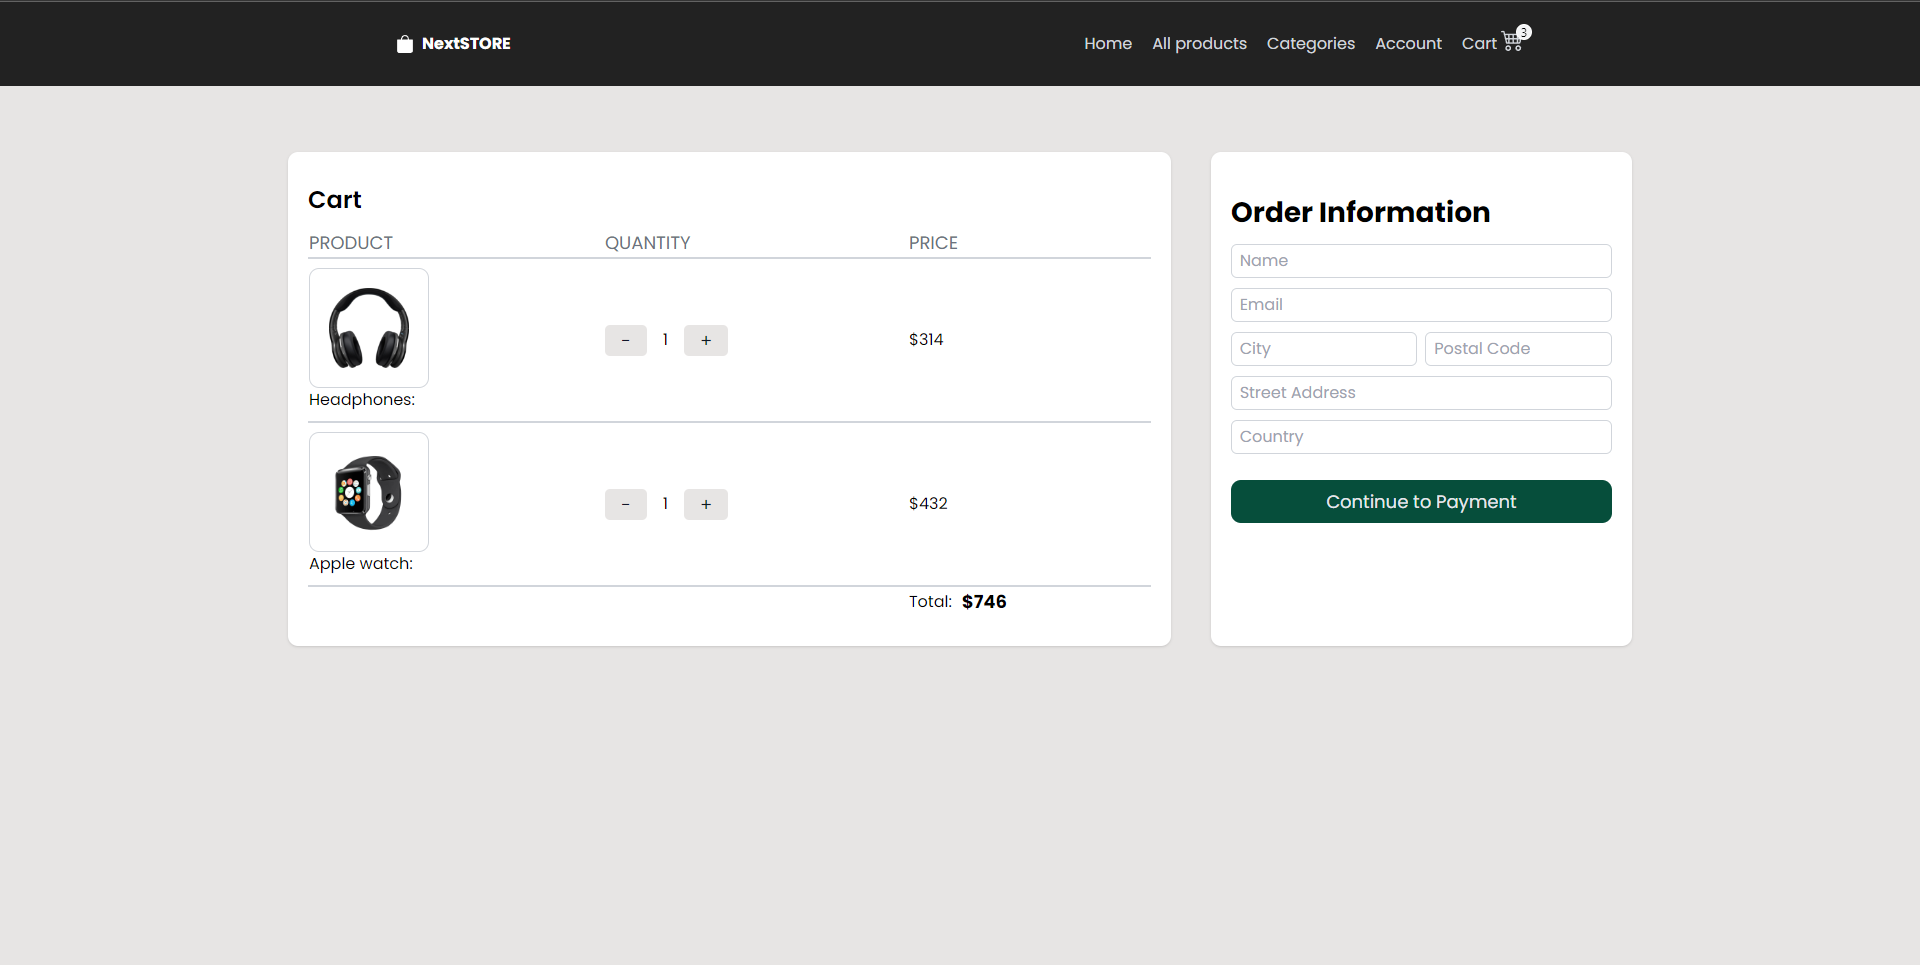 NextSTORE
Home All products Categories Account Cart 3
Cart
PRODUCT QUANTITY PRICE
- 1 + $314
Headphones:
- 1 + $432
Apple watch:
Total: $746
Order Information
Name
Email
City Postal Code
Street Address
Country
Continue to Payment